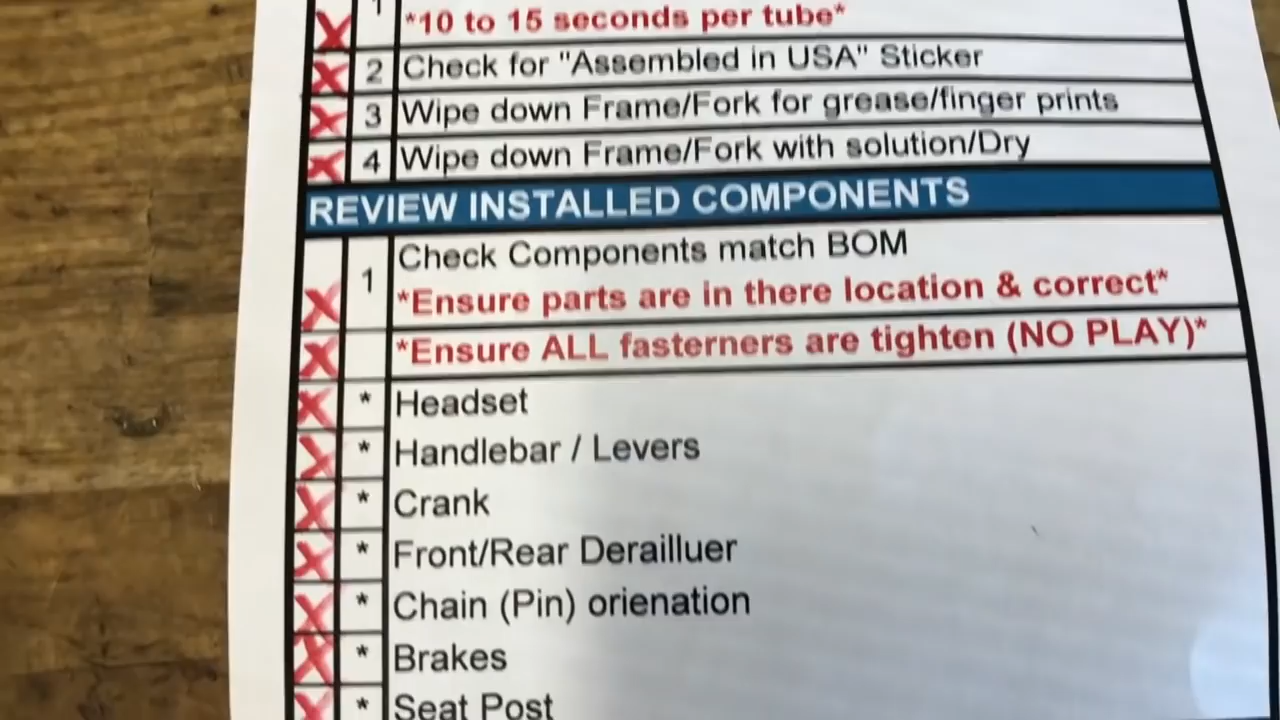 1
*10 to 15 seconds per tube*
X
X 2 Check for "Assembled in USA" Sticker
X 3 Wipe down Frame/Fork for grease/finger prints
X 4 Wipe down Frame/Fork with solution/Dry
REVIEW INSTALLED COMPONENTS
1 Check Components match BOM
X *Ensure parts are in there location & correct*
X *Ensure ALL fasterners are tighten (NO PLAY)*
X * Headset
X * Handlebar / Levers
X * Crank
X * Front/Rear Derailluer
X * Chain (Pin) orienation
X * Brakes
X * Seat Post